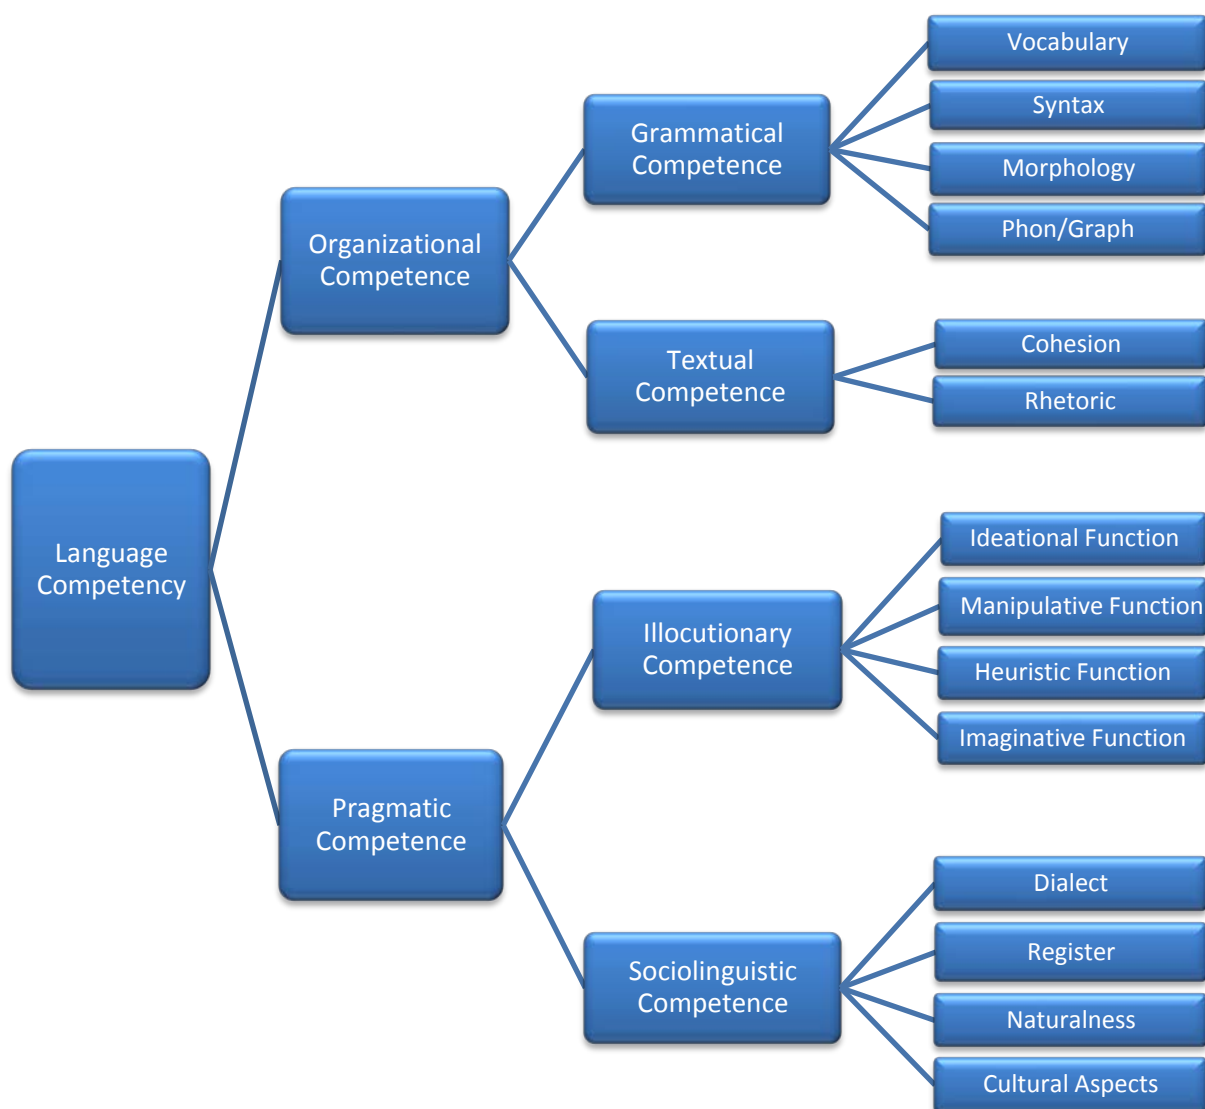 Language
Competency
Organizational
Competence
Grammatical
Competence
Vocabulary
Syntax
Morphology
Phon/Graph
Textual
Competence
Cohesion
Rhetoric
Pragmatic
Competence
Illocutionary
Competence
Ideational Function
Manipulative Function
Heuristic Function
Imaginative Function
Sociolinguistic
Competence
Dialect
Register
Naturalness
Cultural Aspects